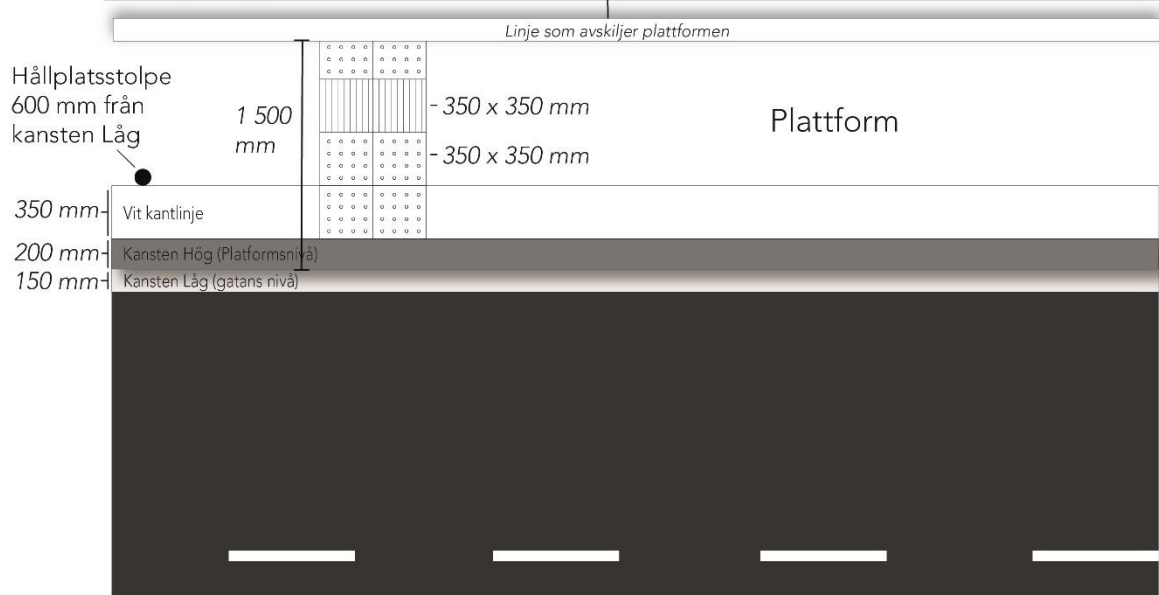 Linje som avskiljer plattformen
Hållplatsstolpe
600 mm från
kansten Låg
1 500
mm
350 x 350 mm
350 x 350 mm
Plattform
350 mm
Vit kantlinje
200 mm
Kansten Hög (Platformsnivå)
150 mm
Kansten Låg (gatans nivå)